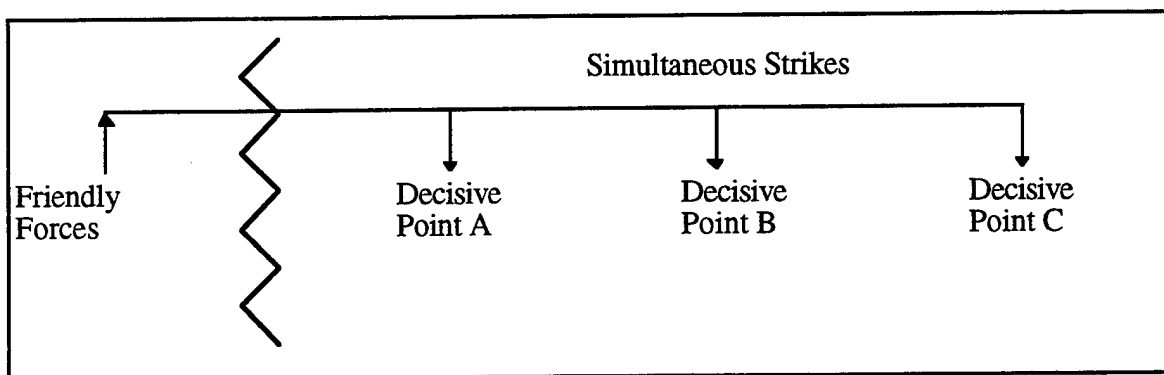 Simultaneous Strikes
Friendly
Forces
Decisive
Point A
Decisive
Point B
Decisive
Point C